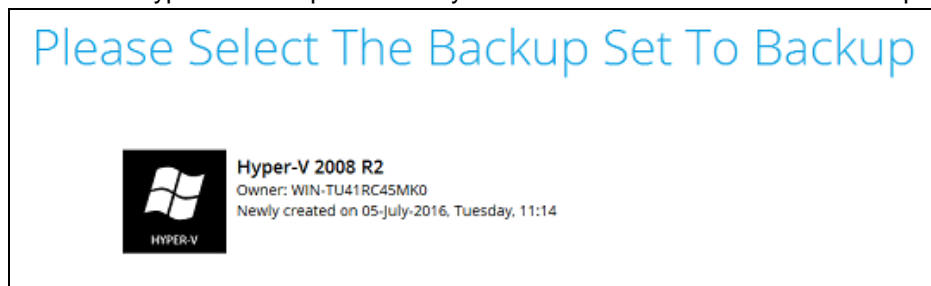 Please Select The Backup Set To Backup
Hyper-V 2008 R2
Owner: WIN-TU41RC45MK0
Newly created on 05-July-2016, Tuesday, 11:14
HYPER-V